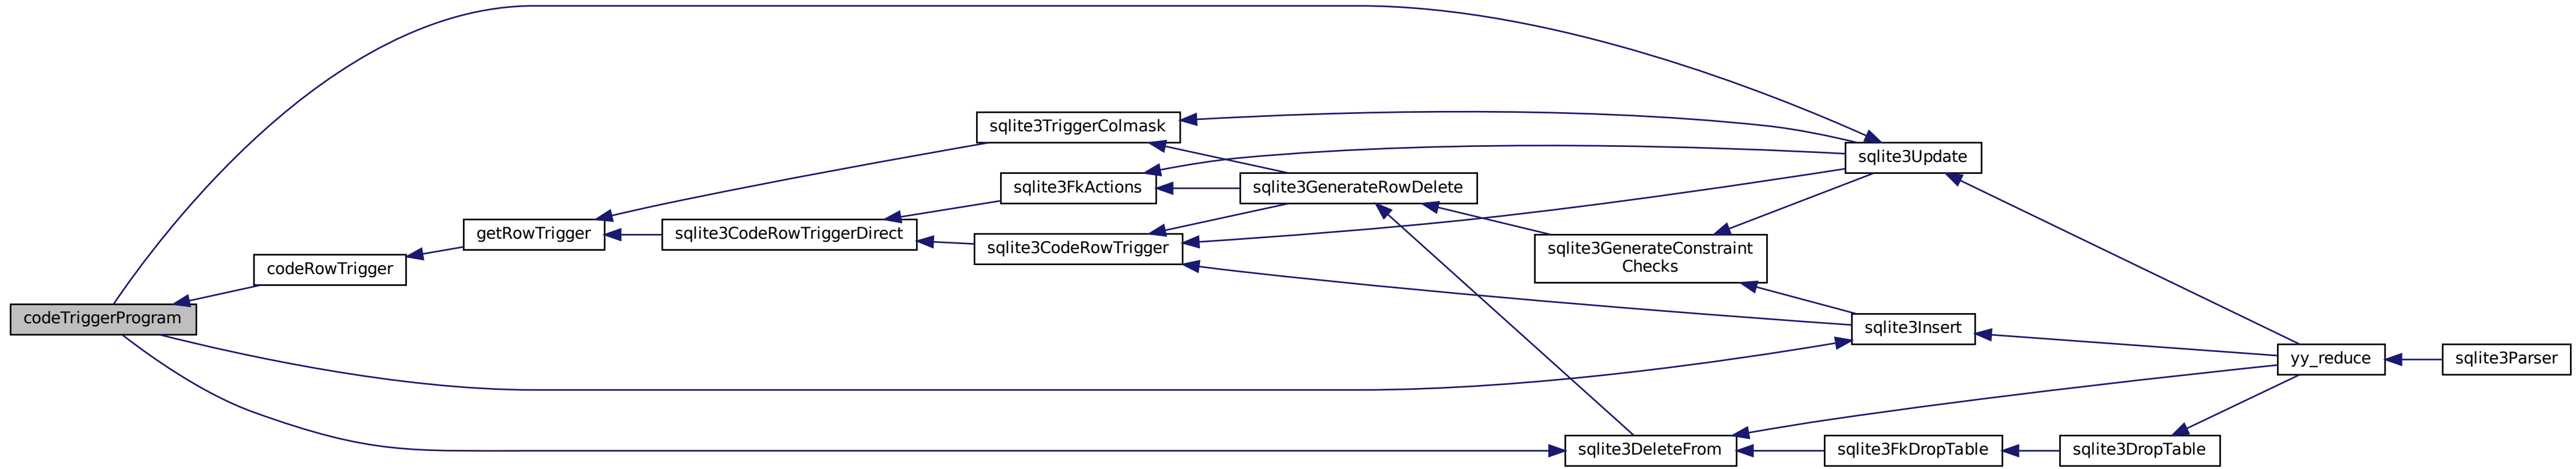 codeTriggerProgram
codeRowTrigger
getRowTrigger
sqlite3TriggerColmask
sqlite3CodeRowTriggerDirect
sqlite3FkActions
sqlite3CodeRowTrigger
sqlite3GenerateRowDelete
sqlite3GenerateConstraint
Checks
sqlite3Update
sqlite3Insert
sqlite3DeleteFrom
sqlite3FkDropTable
sqlite3DropTable
yy_reduce
sqlite3Parser